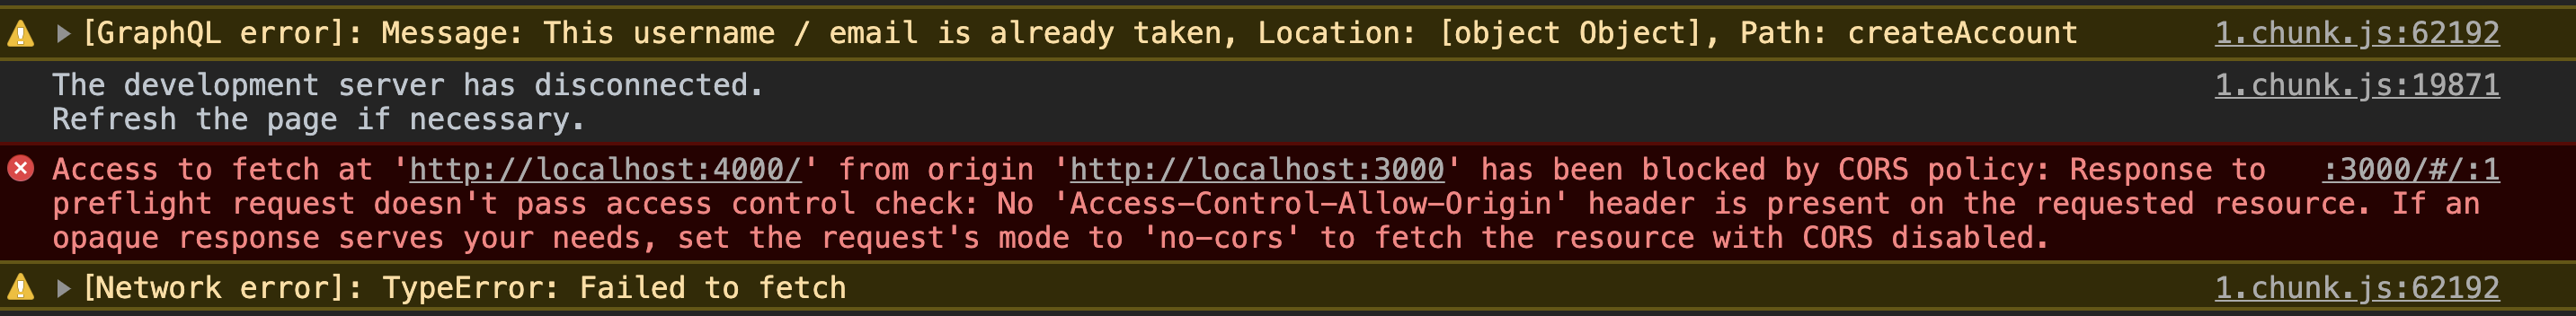 [GraphQL error]: Message: This username / email is already taken, Location: [object Object], Path: createAccount 1.chunk.js:62192
The development server has disconnected. 1.chunk.js:19871
Refresh the page if necessary.
Access to fetch at 'http://localhost:4000/' from origin 'http://localhost:3000' has been blocked by CORS policy: Response to :3000/#/:1
preflight request doesn't pass access control check: No 'Access-Control-Allow-Origin' header is present on the requested resource. If an
opaque response serves your needs, set the request's mode to 'no-cors' to fetch the resource with CORS disabled.
[Network error]: TypeError: Failed to fetch 1.chunk.js:62192